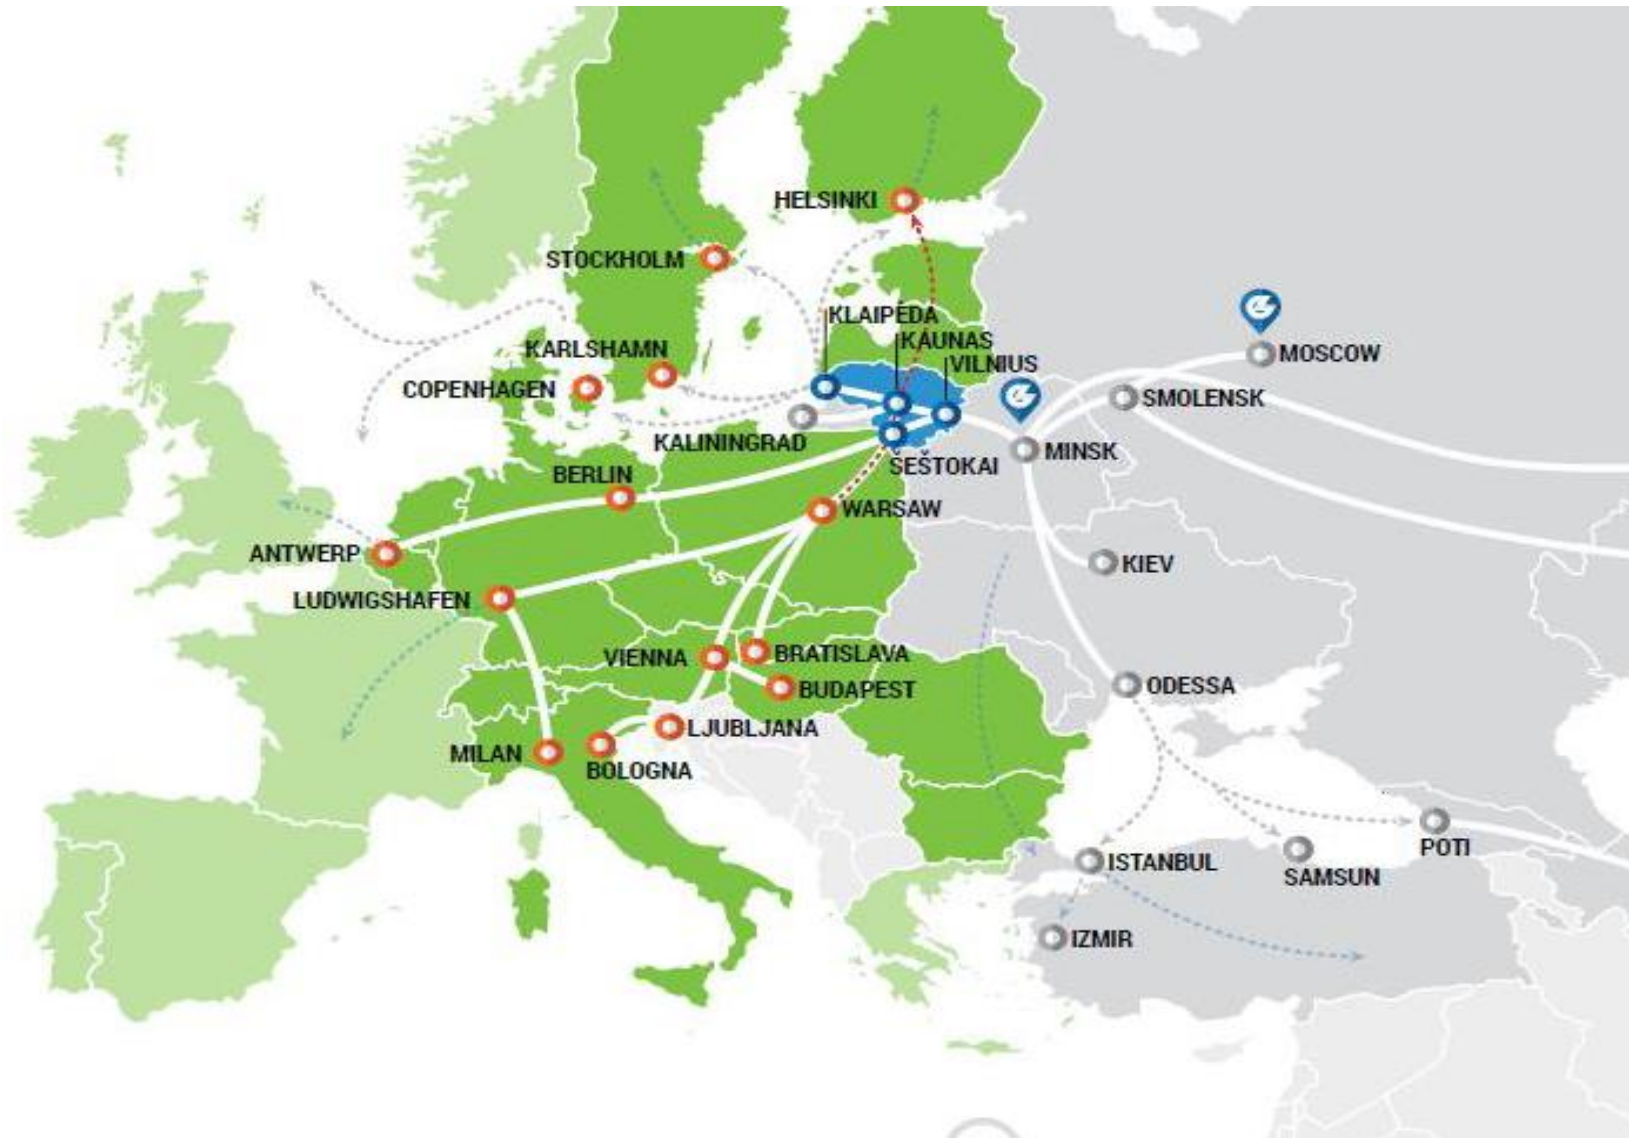 HELSINKI
STOCKHOLM
KLAIPĖDA
KAUNAS
KARLSHAMN
MOSCOW
VILNIUS
COPENHAGEN
SMOLENSK
KALININGRAD
MINSK
ŠEŠTOKAI
BERLIN
WARSAW
ANTWERP
KIEV
LUDWIGSHAFEN
VIENNA
BRATISLAVA
BUDAPEST
ODESSA
LJUBLJANA
MILAN
BOLOGNA
POTI
ISTANBUL
SAMSUN
IZMIR